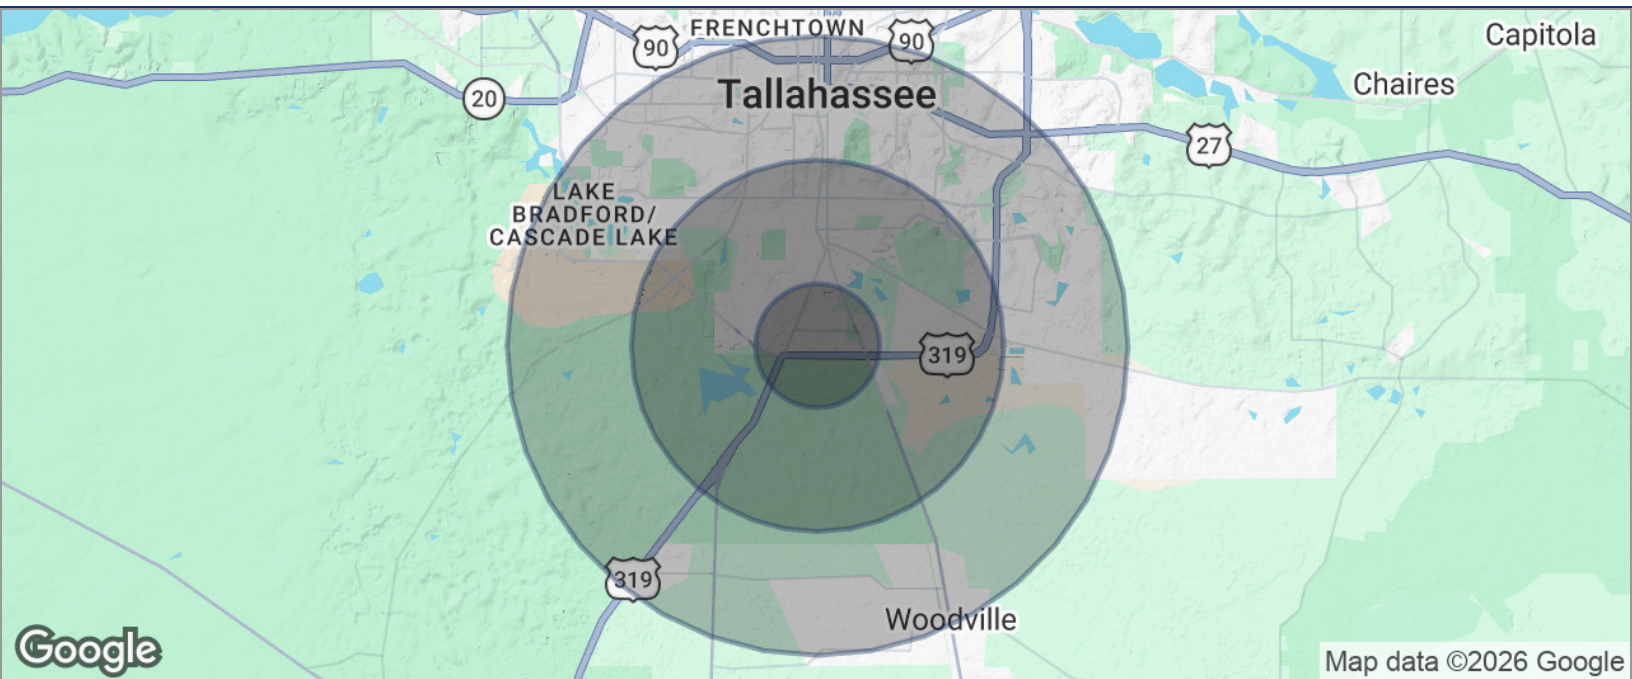 FRENCHTOWN
90
90
Capitola
Tallahassee
Chaires
20
27
LAKE
BRADFORD/
CASCADE LAKE
319
319
Woodville
Google
Map data ©2026 Google